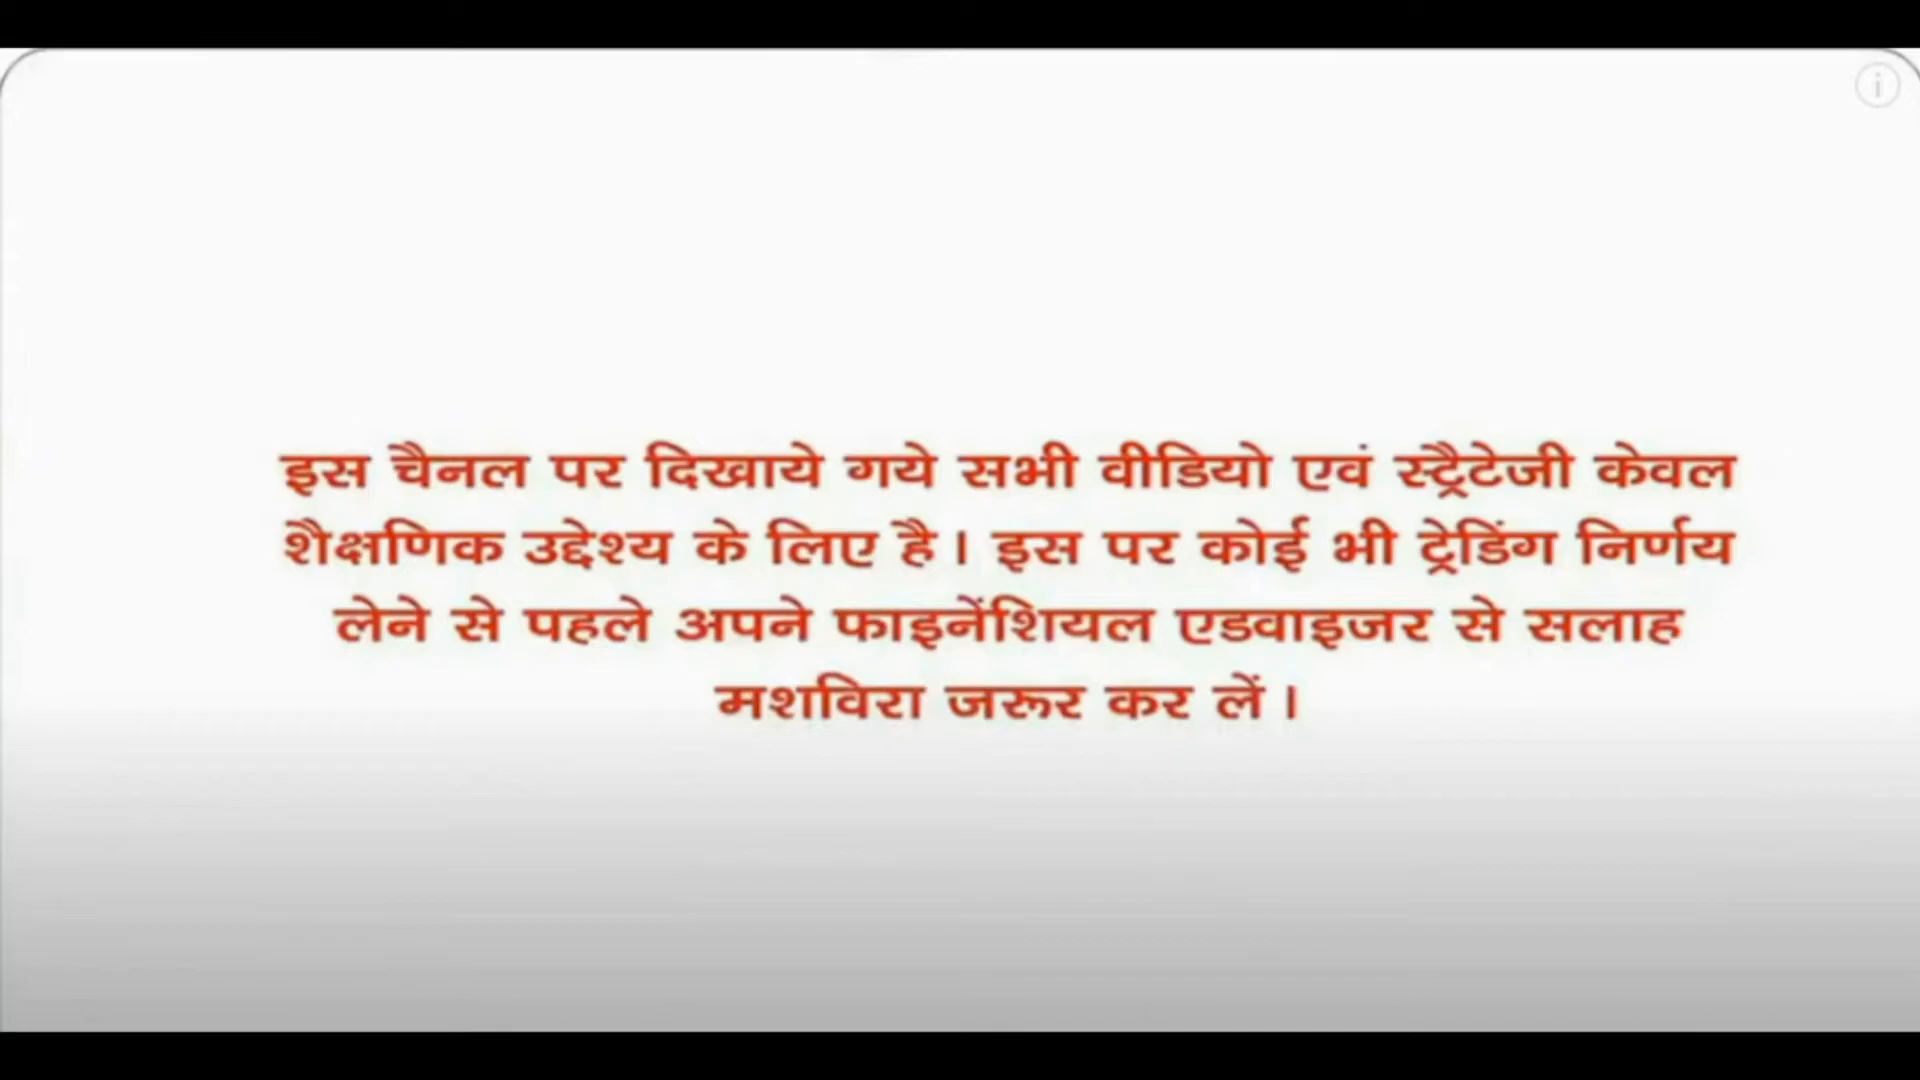 इस चैनल पर दिखाये गये सभी वीडियो एवं स्ट्रैटेजी केवल
शैक्षणिक उद्देश्य के लिए है। इस पर कोई भी ट्रेडिंग निर्णय
लेने से पहले अपने फाइनेंशियल एडवाइजर से सलाह
मशविरा जरूर कर लें।